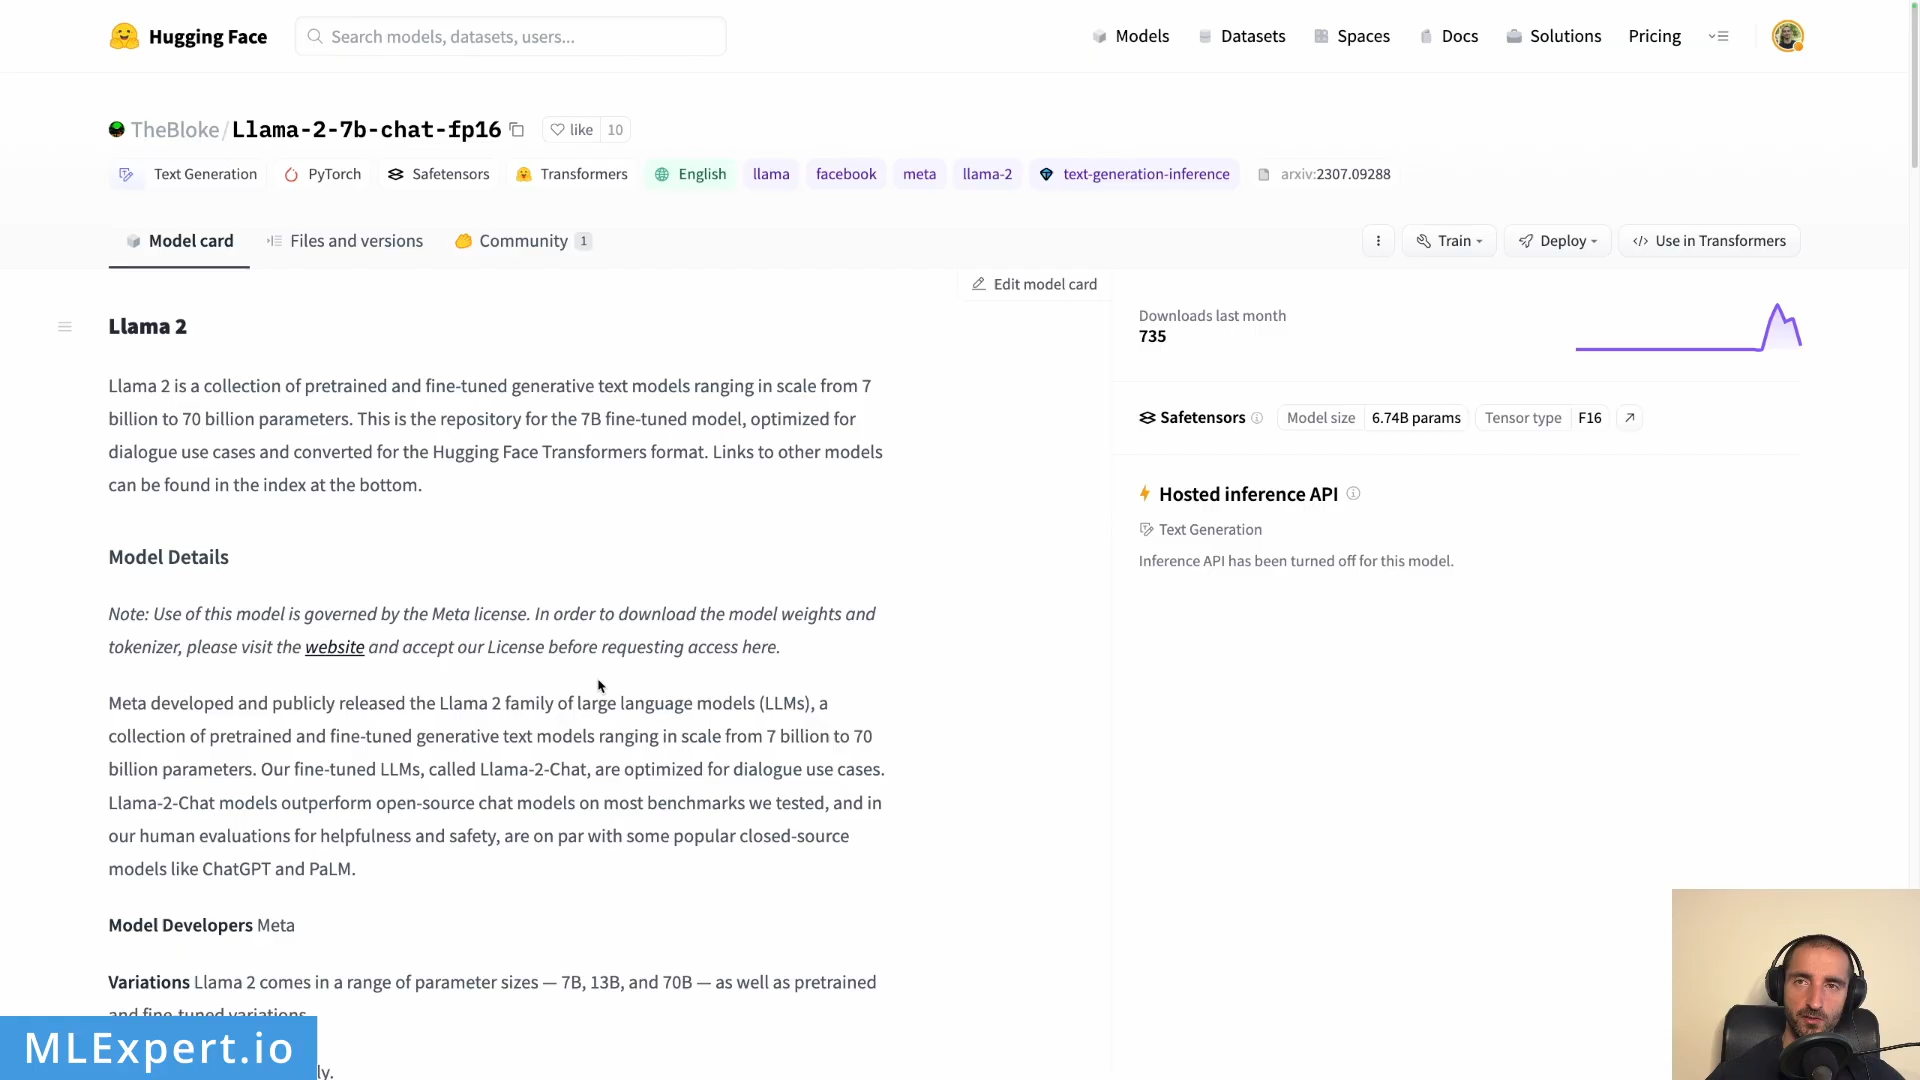 Hugging Face
Search models, datasets, users...
Models
Datasets
Spaces
Docs
Solutions
Pricing
TheBloke/Llama-2-7b-chat-fp16
like 10
Text Generation
PyTorch
Safetensors
Transformers
English
llama
facebook
meta
llama-2
text-generation-inference
arxiv:2307.09288
Model card
Files and versions
Community 1
Train
Deploy
</> Use in Transformers
Edit model card
Llama 2
Llama 2 is a collection of pretrained and fine-tuned generative text models ranging in scale from 7
billion to 70 billion parameters. This is the repository for the 7B fine-tuned model, optimized for
dialogue use cases and converted for the Hugging Face Transformers format. Links to other models
can be found in the index at the bottom.
Model Details
Note: Use of this model is governed by the Meta license. In order to download the model weights and
tokenizer, please visit the website and accept our License before requesting access here.
Meta developed and publicly released the Llama 2 family of large language models (LLMs), a
collection of pretrained and fine-tuned generative text models ranging in scale from 7 billion to 70
billion parameters. Our fine-tuned LLMs, called Llama-2-Chat, are optimized for dialogue use cases.
Llama-2-Chat models outperform open-source chat models on most benchmarks we tested, and in
our human evaluations for helpfulness and safety, are on par with some popular closed-source
models like ChatGPT and PaLM.
Model Developers Meta
Variations Llama 2 comes in a range of parameter sizes — 7B, 13B, and 70B — as well as pretrained
and fine-tuned variations.
ly.
Downloads last month
735
Safetensors
Model size 6.74B params
Tensor type F16
Hosted inference API
Text Generation
Inference API has been turned off for this model.
MLExpert.io